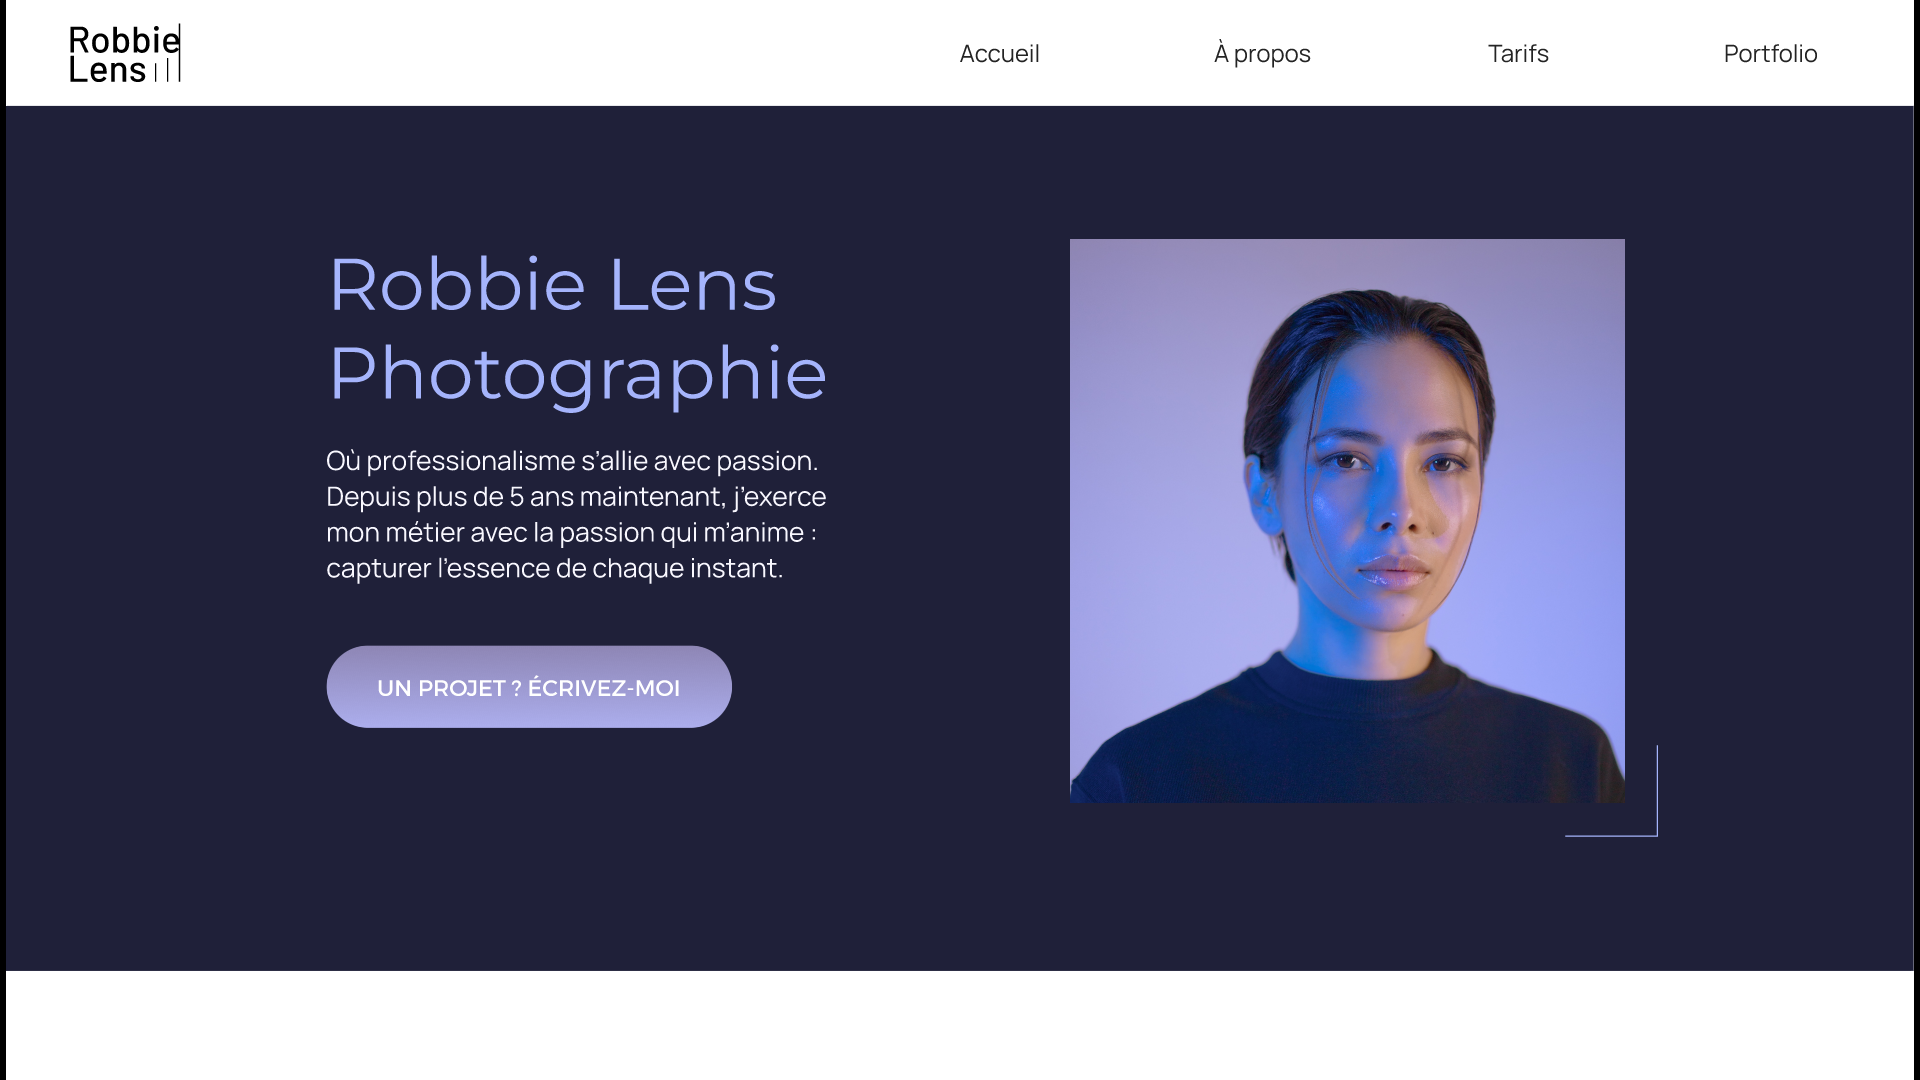 Robbie
Lens
Accueil
À propos
Tarifs
Portfolio
Robbie Lens
Photographie
Où professionalisme s’allie avec passion.
Depuis plus de 5 ans maintenant, j’exerce
mon métier avec la passion qui m’anime :
capturer l’essence de chaque instant.
UN PROJET ? ÉCRIVEZ-MOI